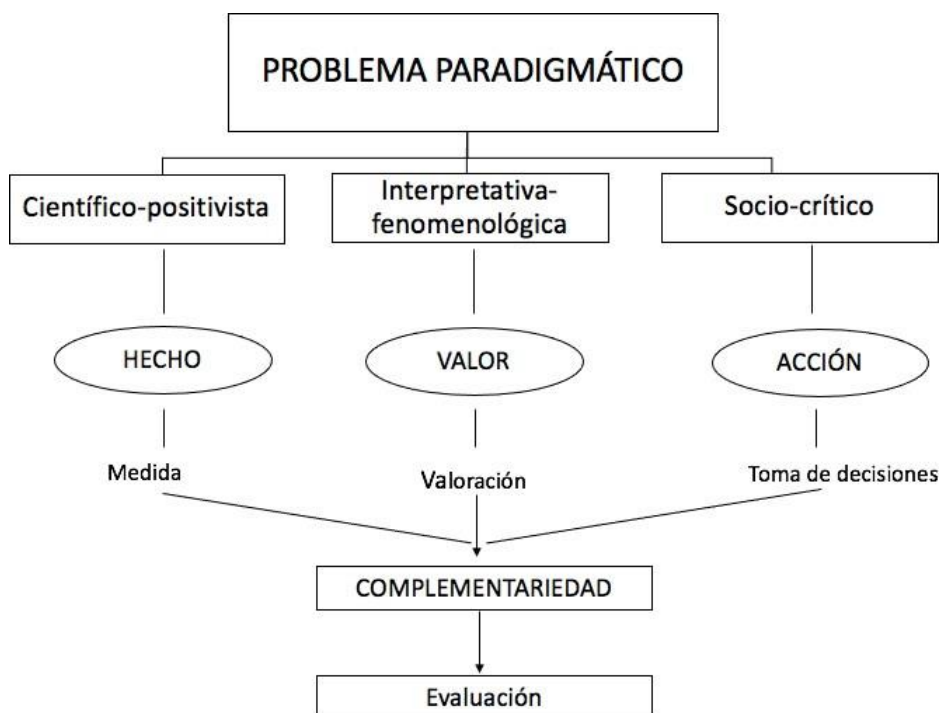 PROBLEMA PARADIGMÁTICO
Científico-positivista
Interpretativa-
fenomenológica
Socio-crítico
HECHO
VALOR
ACCIÓN
Medida
Valoración
Toma de decisiones
COMPLEMENTARIEDAD
Evaluación